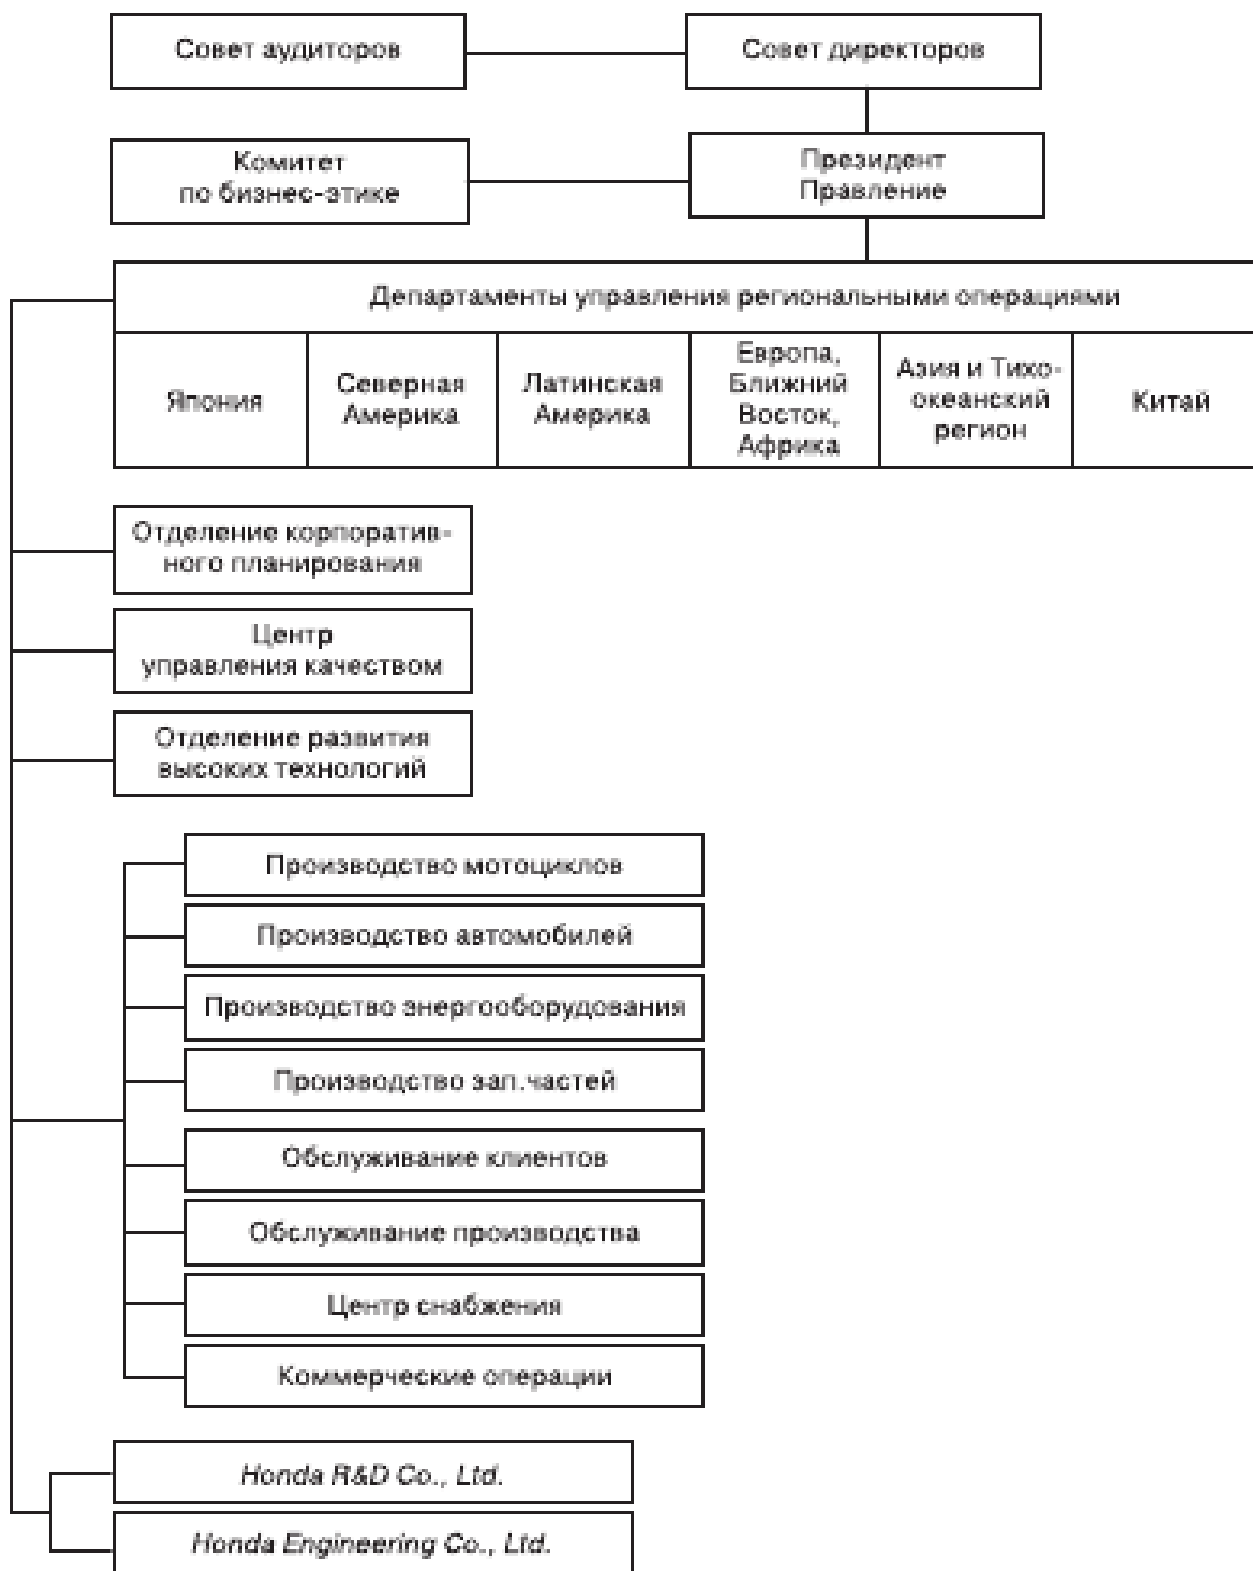 Совет аудиторов
Совет директоров
Комитет
по бизнес-этике
Президент
Правление
Департаменты управления региональными операциями
Япония
Северная
Америка
Латинская
Америка
Европа,
Ближний
Восток,
Африка
Азия и Тихо-
океанский
регион
Китай
Отделение корпоратив-
ного планирования
Центр
управления качеством
Отделение развития
высоких технологий
Производство мотоциклов
Производство автомобилей
Производство энергооборудования
Производство зап.частей
Обслуживание клиентов
Обслуживание производства
Центр снабжения
Коммерческие операции
Honda R&D Co., Ltd.
Honda Engineering Co., Ltd.